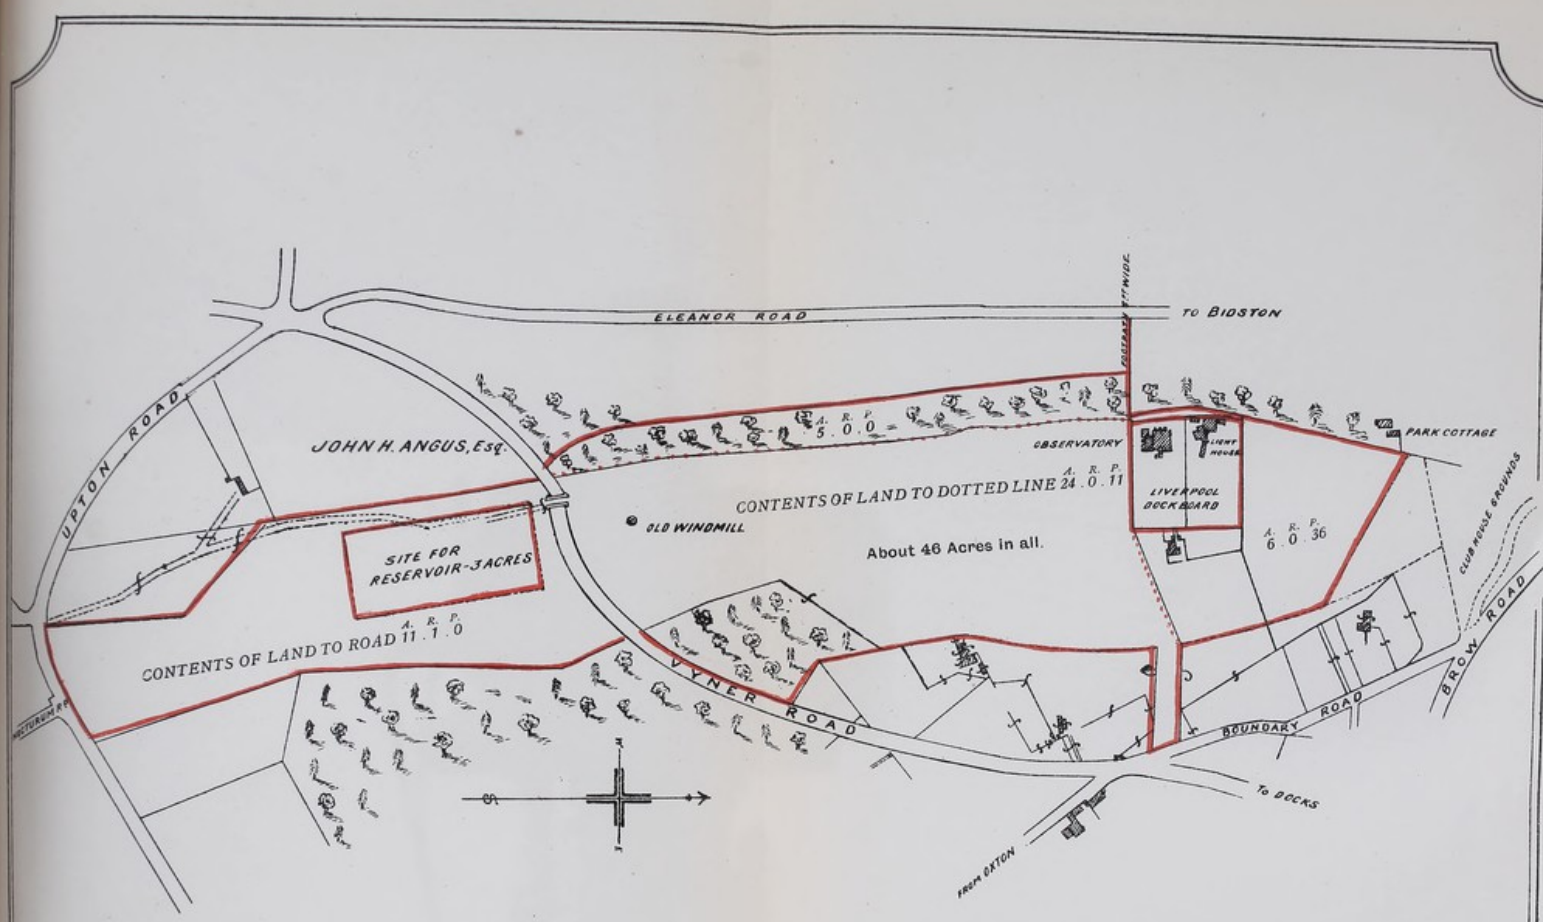 FOOTPATH
WIDE.
ELEANOR ROAD
TO BIDSTON
UPTON ROAD
JOHN H. ANGUS, Esq.
A. R. P.
5. 0. 0
OBSERVATORY
LIGHT
HOUSE
PARK COTTAGE
CONTENTS OF LAND TO DOTTED LINE
A. R. P.
24. 0. 11
LIVERPOOL
DOCK BOARD
OLD WINDMILL
About 46 Acres in all.
A. R. P.
6. 0. 36
CLUB HOUSE GROUNDS
SITE FOR
RESERVOIR-3 ACRES
CONTENTS OF LAND TO ROAD
A. R. P.
11. 1. 0
VYNER ROAD
BOUNDARY ROAD
BROW ROAD
S
TO DOCKS
FROM OXTON